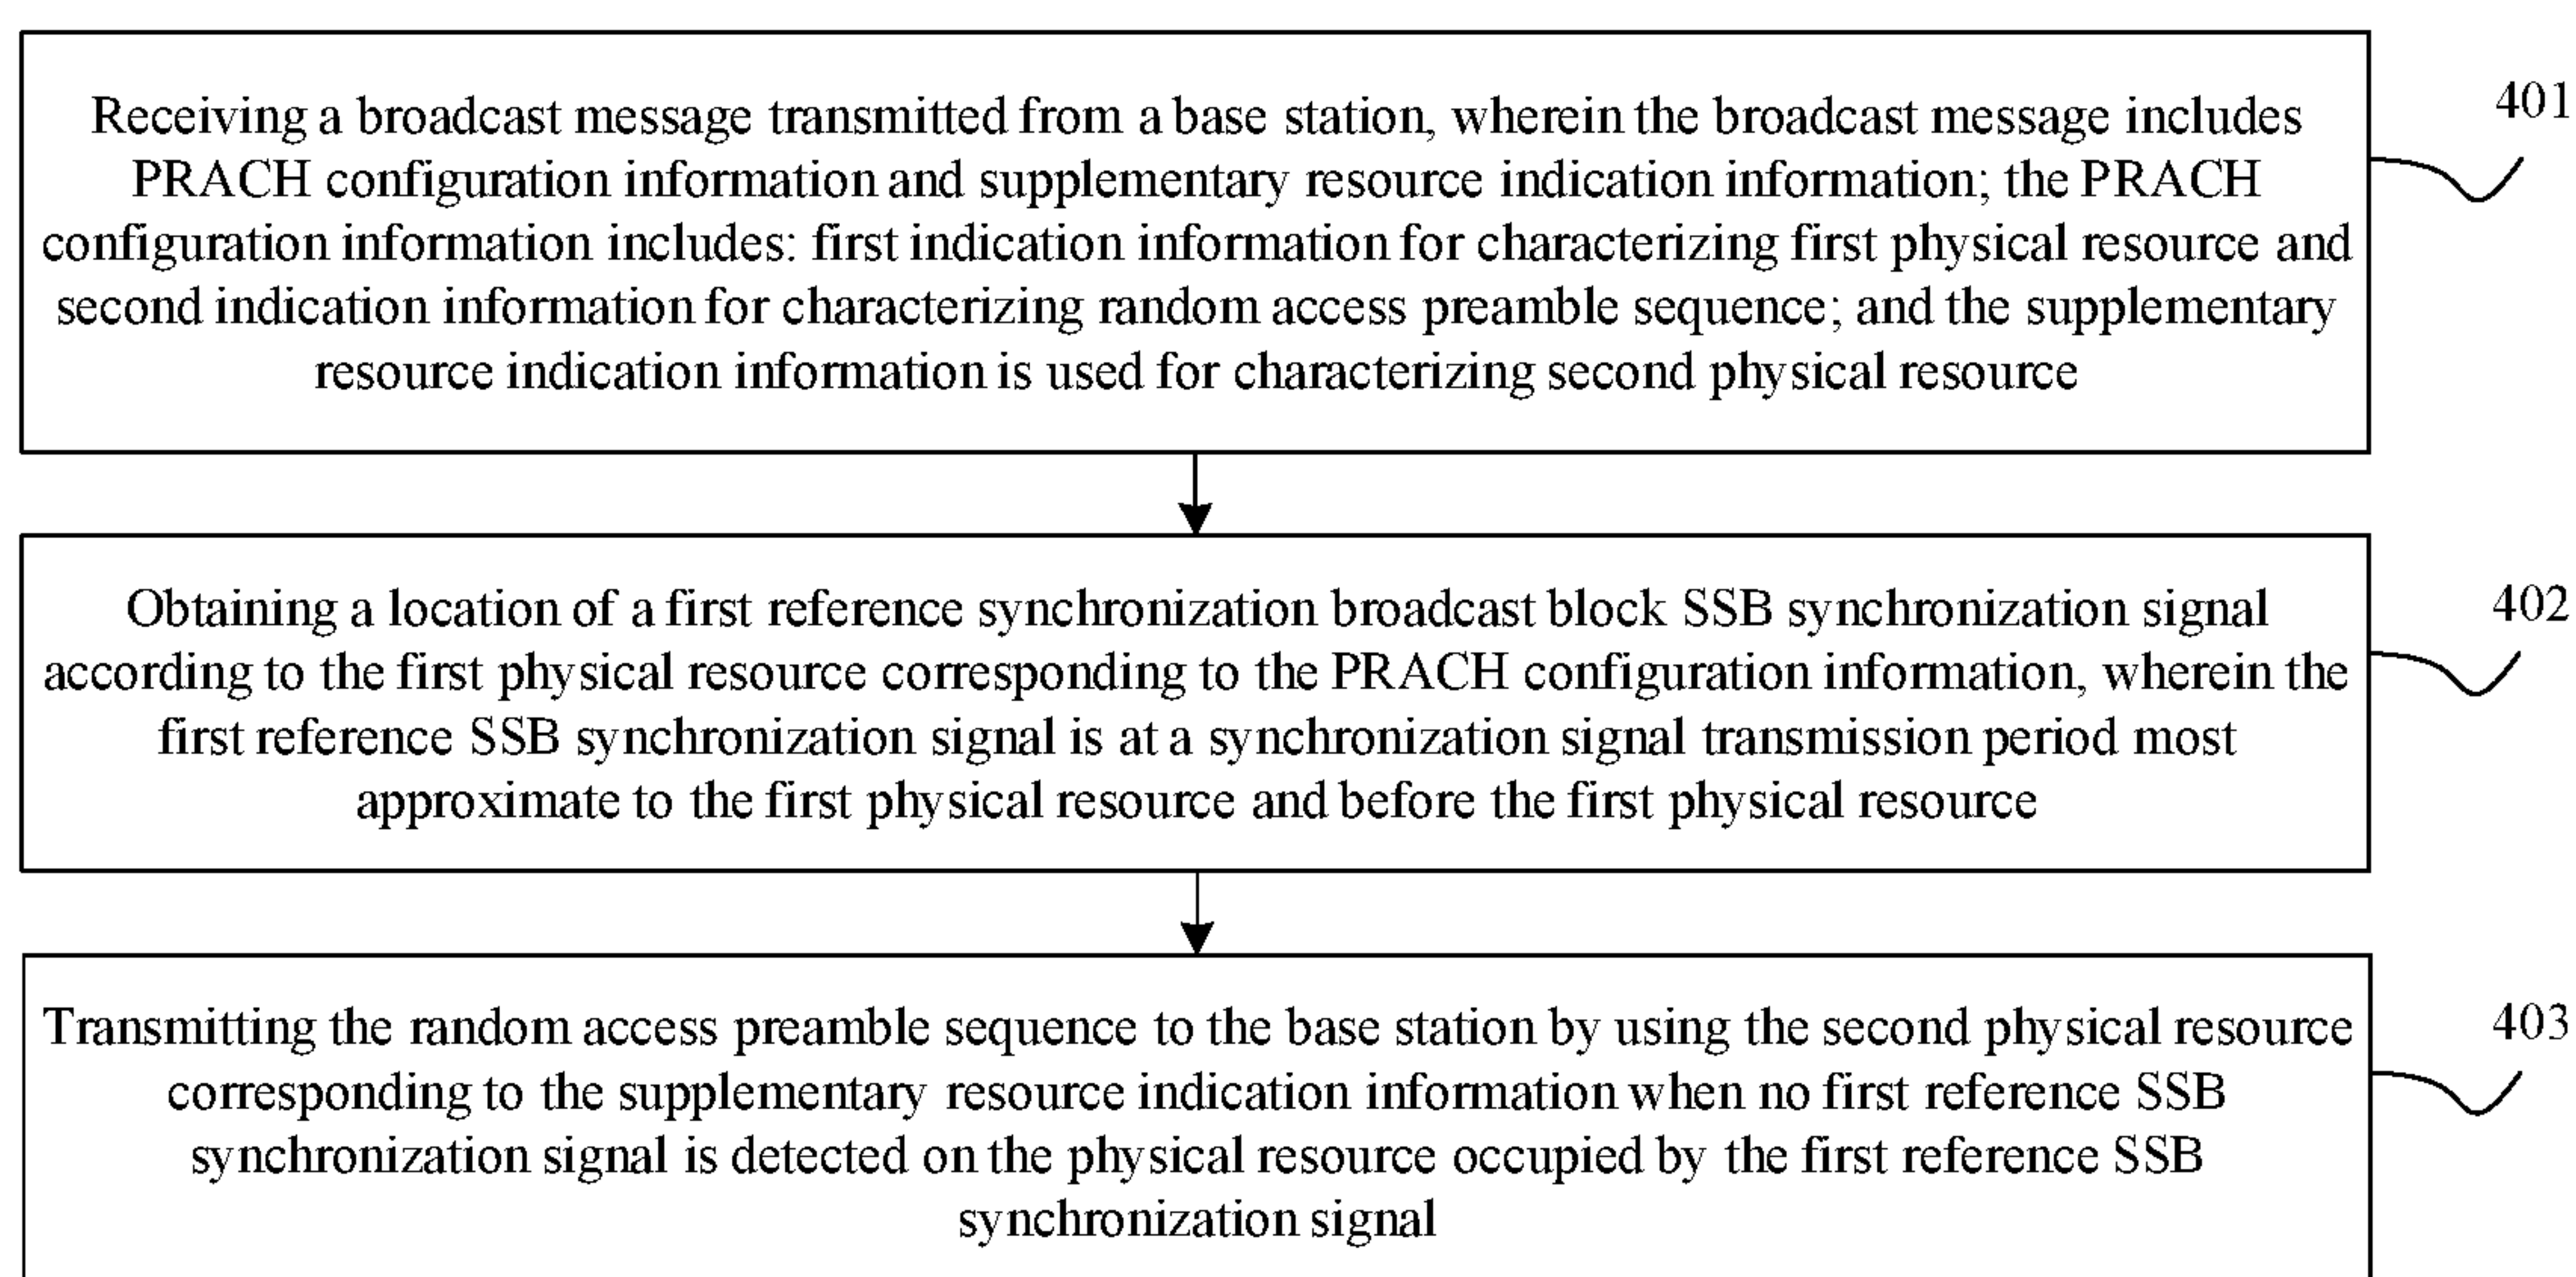 Receiving a broadcast message transmitted from a base station, wherein the broadcast message includes
PRACH configuration information and supplementary resource indication information; the PRACH
configuration information includes: first indication information for characterizing first physical resource and
second indication information for characterizing random access preamble sequence; and the supplementary
resource indication information is used for characterizing second physical resource
401
Obtaining a location of a first reference synchronization broadcast block SSB synchronization signal
according to the first physical resource corresponding to the PRACH configuration information, wherein the
first reference SSB synchronization signal is at a synchronization signal transmission period most
approximate to the first physical resource and before the first physical resource
402
Transmitting the random access preamble sequence to the base station by using the second physical resource
corresponding to the supplementary resource indication information when no first reference SSB
synchronization signal is detected on the physical resource occupied by the first reference SSB
synchronization signal
403